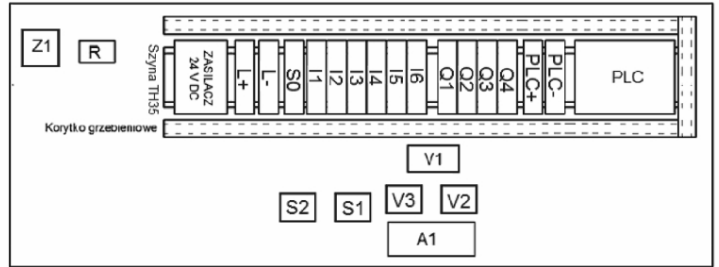 Z1
R
Szyna TH35
ZASILACZ
24 V DC
L+
L-
S0
I1
I2
I3
I4
I5
I6
Q1
Q2
Q3
Q4
PLC+
PLC-
PLC
Korytko grzebieniowe
V1
S2
S1
V3
V2
A1